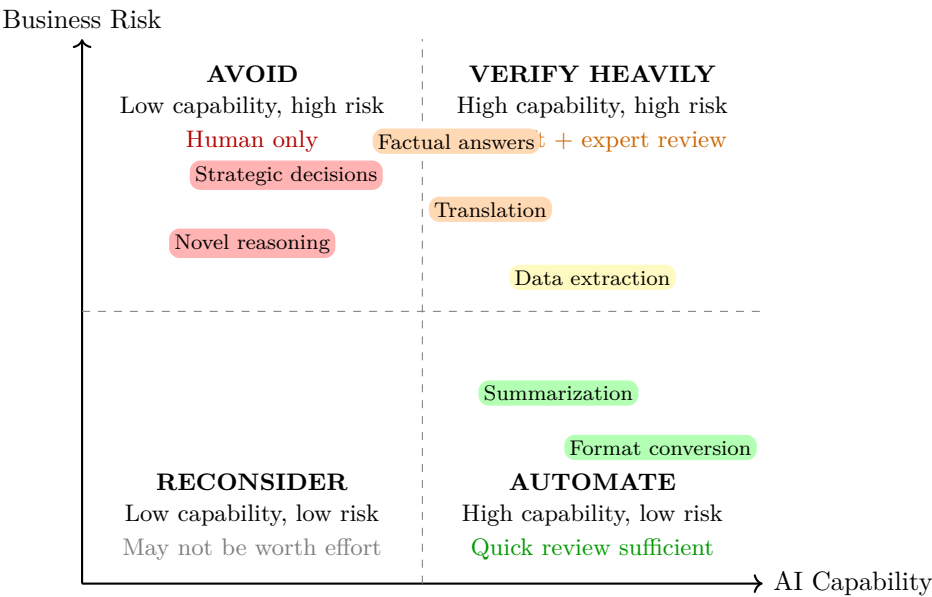 Business Risk
AVOID
Low capability, high risk
Human only
VERIFY HEAVILY
High capability, high risk
t + expert review
Factual answers
Strategic decisions
Translation
Novel reasoning
Data extraction
Summarization
Format conversion
RECONSIDER
Low capability, low risk
May not be worth effort
AUTOMATE
High capability, low risk
Quick review sufficient
AI Capability